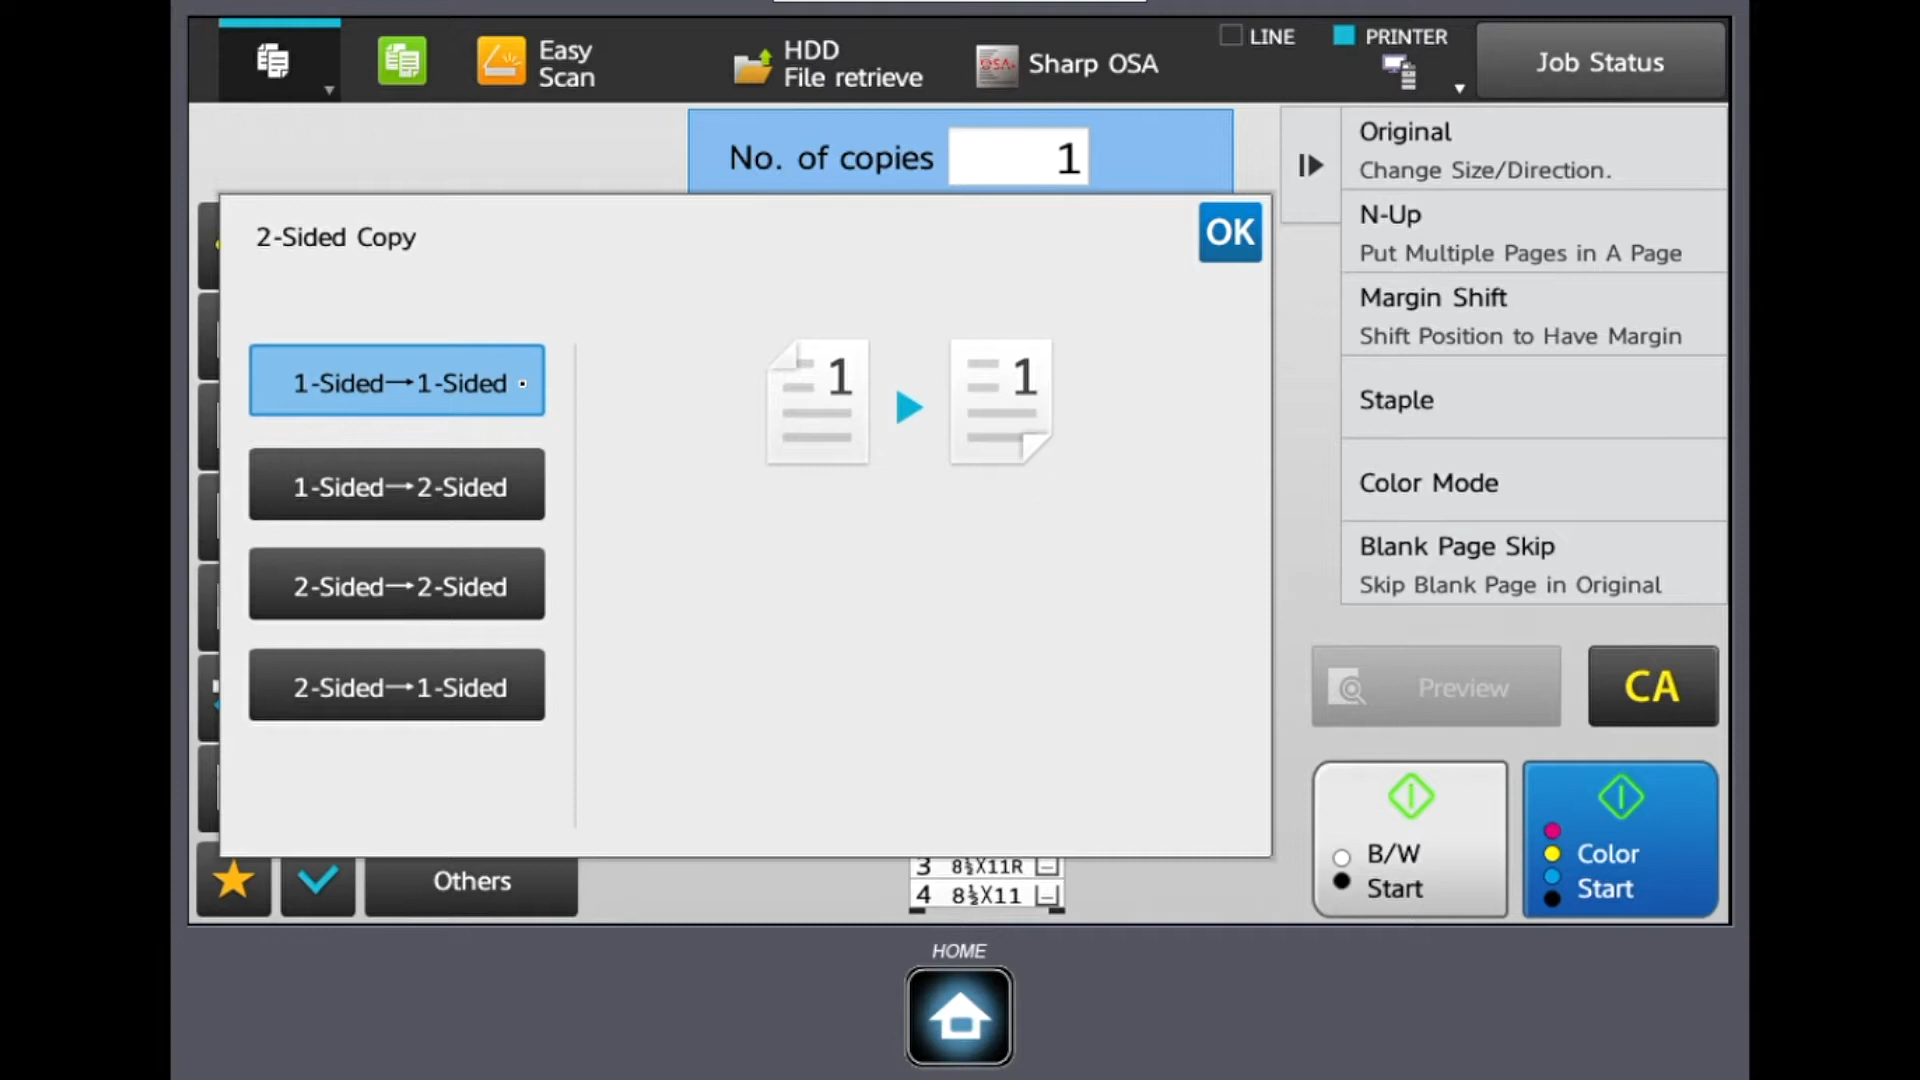 Easy
Scan
HDD
File retrieve
OSA
Sharp OSA
LINE
PRINTER
Job Status
No. of copies 1
Original
Change Size/Direction.
N-Up
Put Multiple Pages in A Page
Margin Shift
Shift Position to Have Margin
Staple
Color Mode
Blank Page Skip
Skip Blank Page in Original
2-Sided Copy
OK
1-Sided→1-Sided
1-Sided→2-Sided
2-Sided→2-Sided
2-Sided→1-Sided
1
1
Preview
CA
B/W
Start
Color
Start
Others
3 8½X11R
4 8½X11
HOME